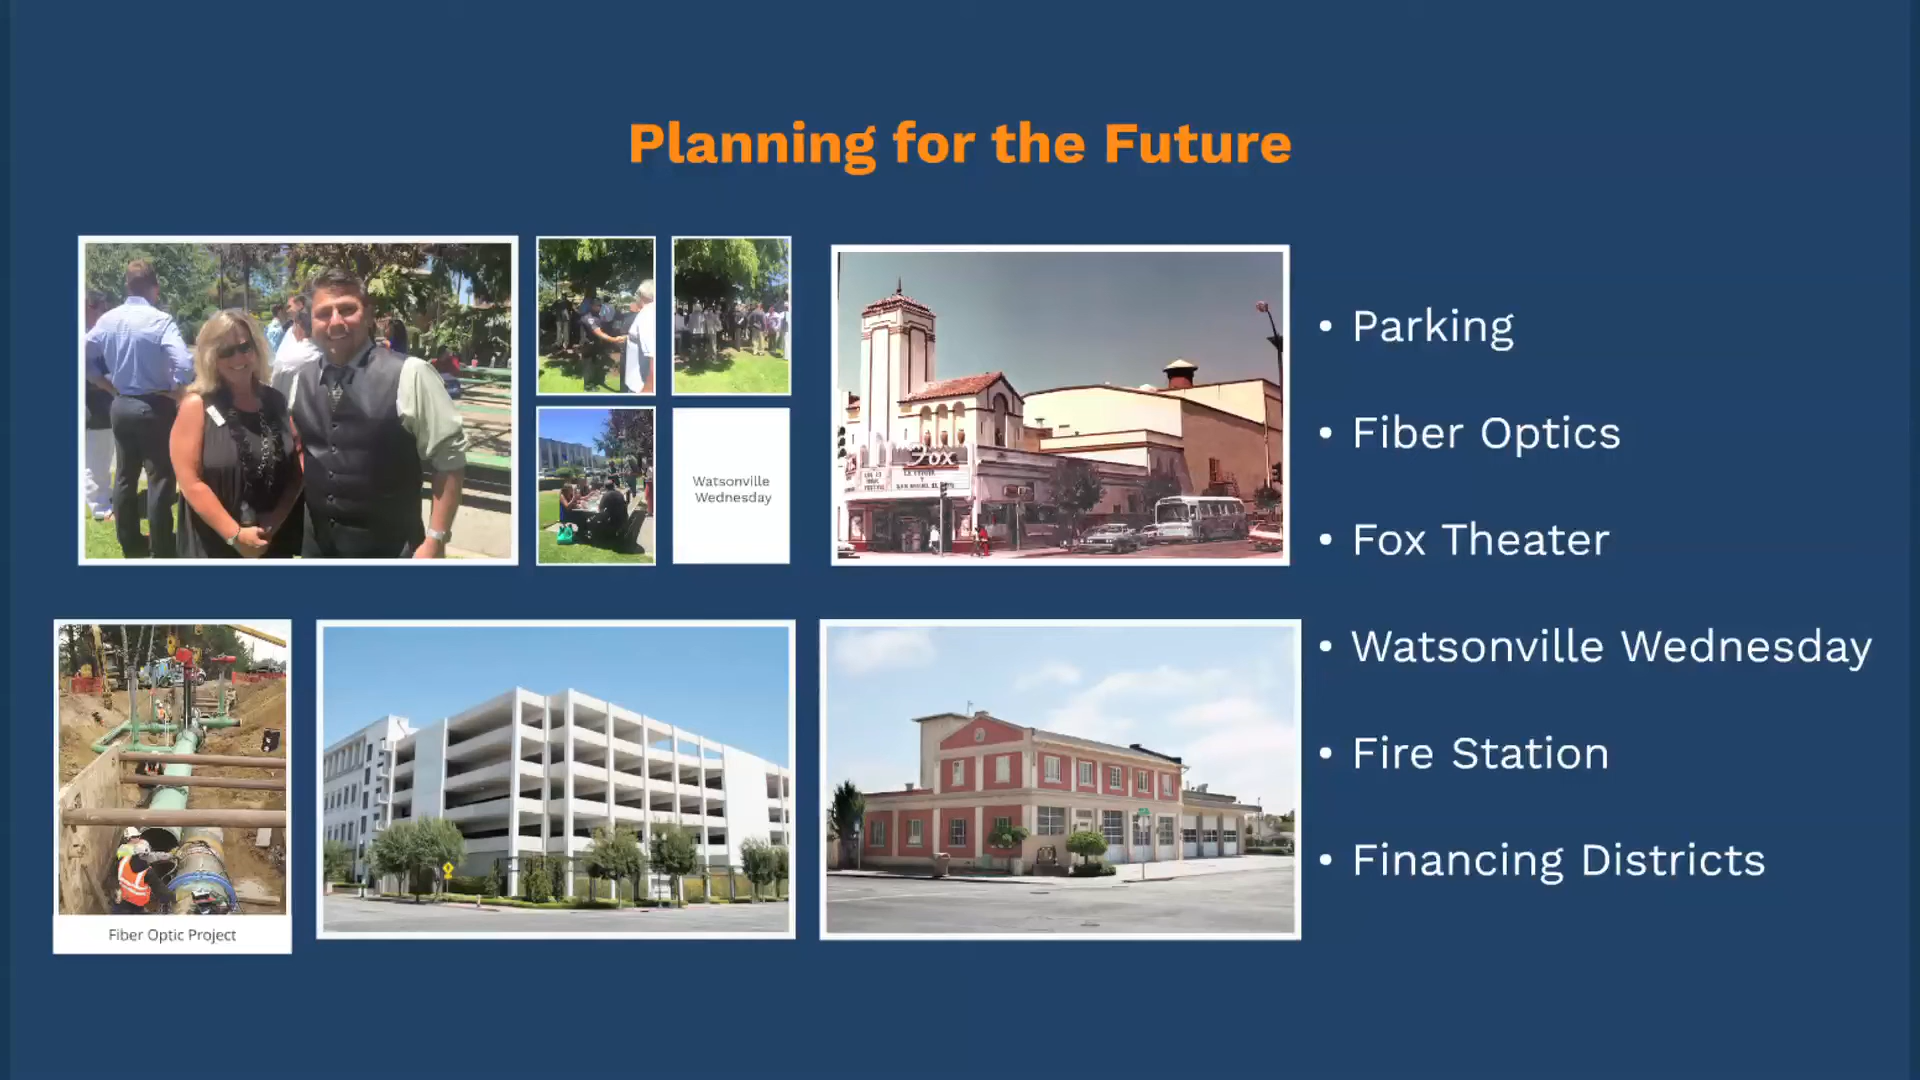 Planning for the Future
Watsonville
Wednesday
Fox
• Parking
• Fiber Optics
• Fox Theater
• Watsonville Wednesday
• Fire Station
• Financing Districts
Fiber Optic Project